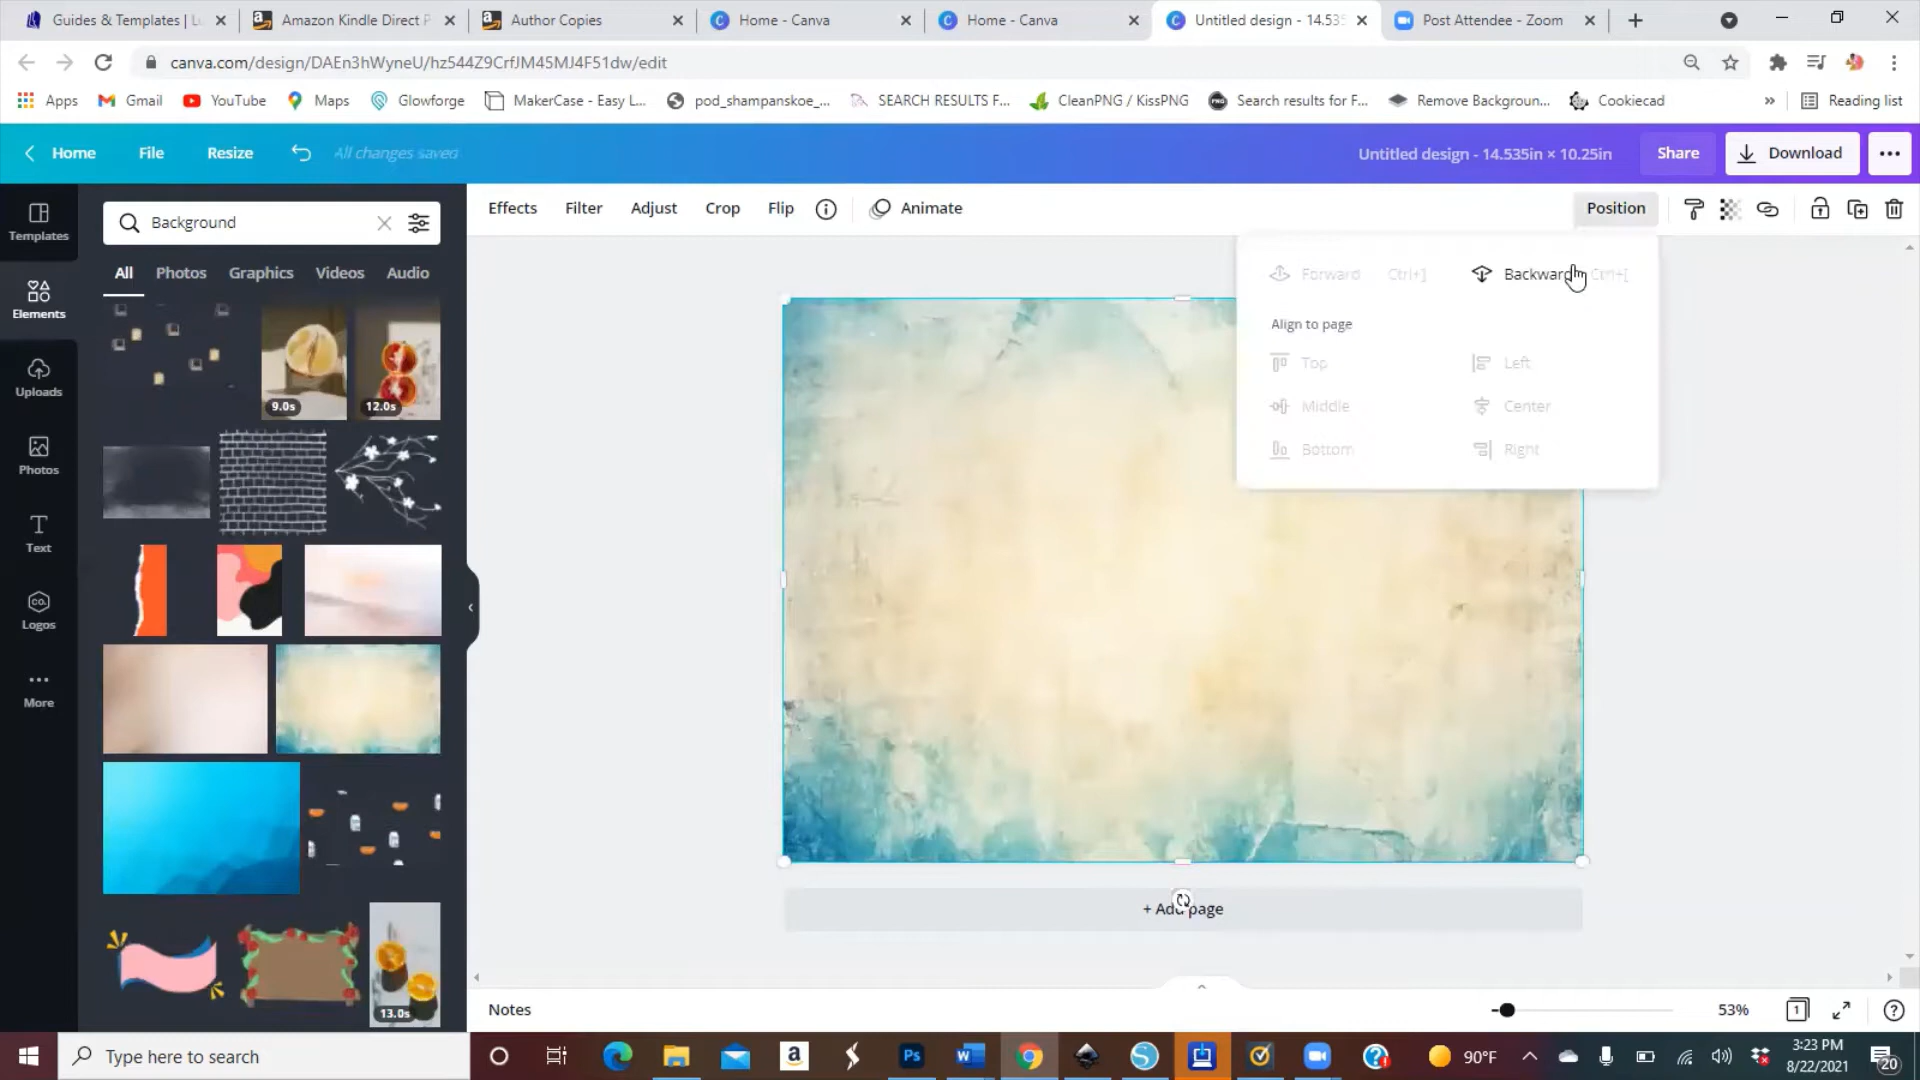 Guides & Templates | L
Amazon Kindle Direct P
Author Copies
Home - Canva
Home - Canva
Untitled design - 14.535
Post Attendee - Zoom
canva.com/design/DAEn3hWyneU/hz544Z9CrfJM45MJ4F51dw/edit
Apps
Gmail
YouTube
Maps
Glowforge
MakerCase - Easy L...
pod_shampanskoe_...
SEARCH RESULTS F...
CleanPNG / KissPNG
Search results for F...
Remove Backgroun...
Cookiecad
Reading list
Home
File
Resize
All changes saved
Untitled design - 14.535in × 10.25in
Share
Download
Templates
Elements
Uploads
Photos
Text
Logos
More
Background
All
Photos
Graphics
Videos
Audio
9.0s
12.0s
13.0s
Effects
Filter
Adjust
Crop
Flip
Animate
Position
Forward Ctrl+]
Backward Ctrl+[
Align to page
Top
Left
Middle
Center
Bottom
Right
+ Add page
Notes
53%
1
Type here to search
90°F
3:23 PM
8/22/2021
20